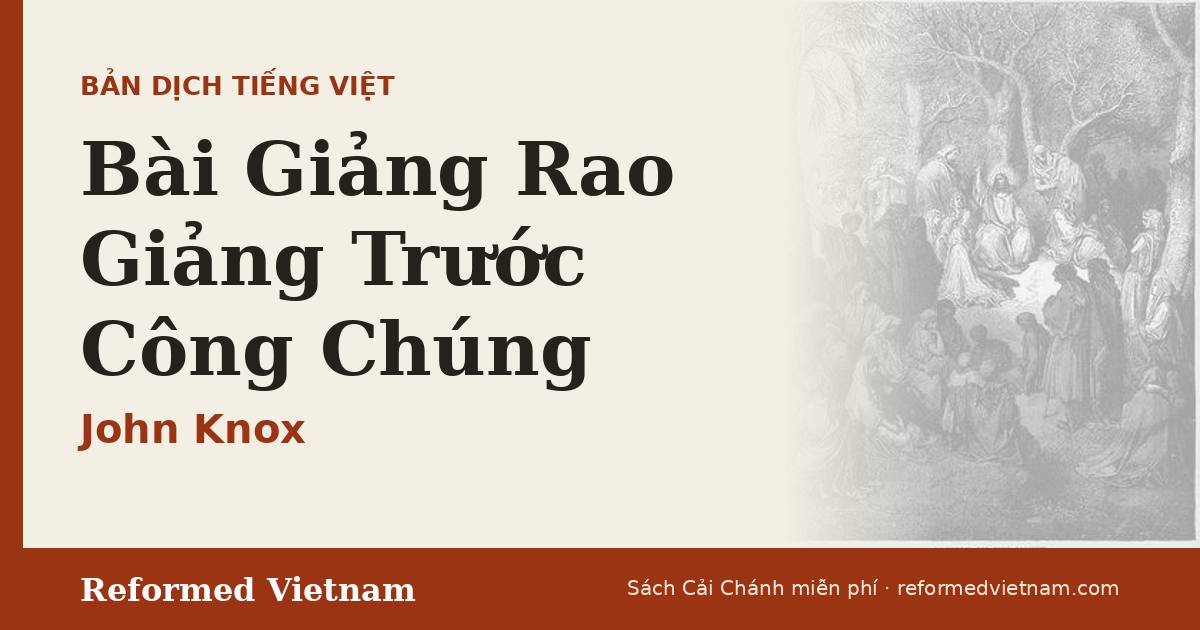 BẢN DỊCH TIẾNG VIỆT
Bài Giảng Rao
Giảng Trước
Công Chúng
John Knox
Reformed Vietnam
Sách Cải Chánh miễn phí · reformedvietnam.com